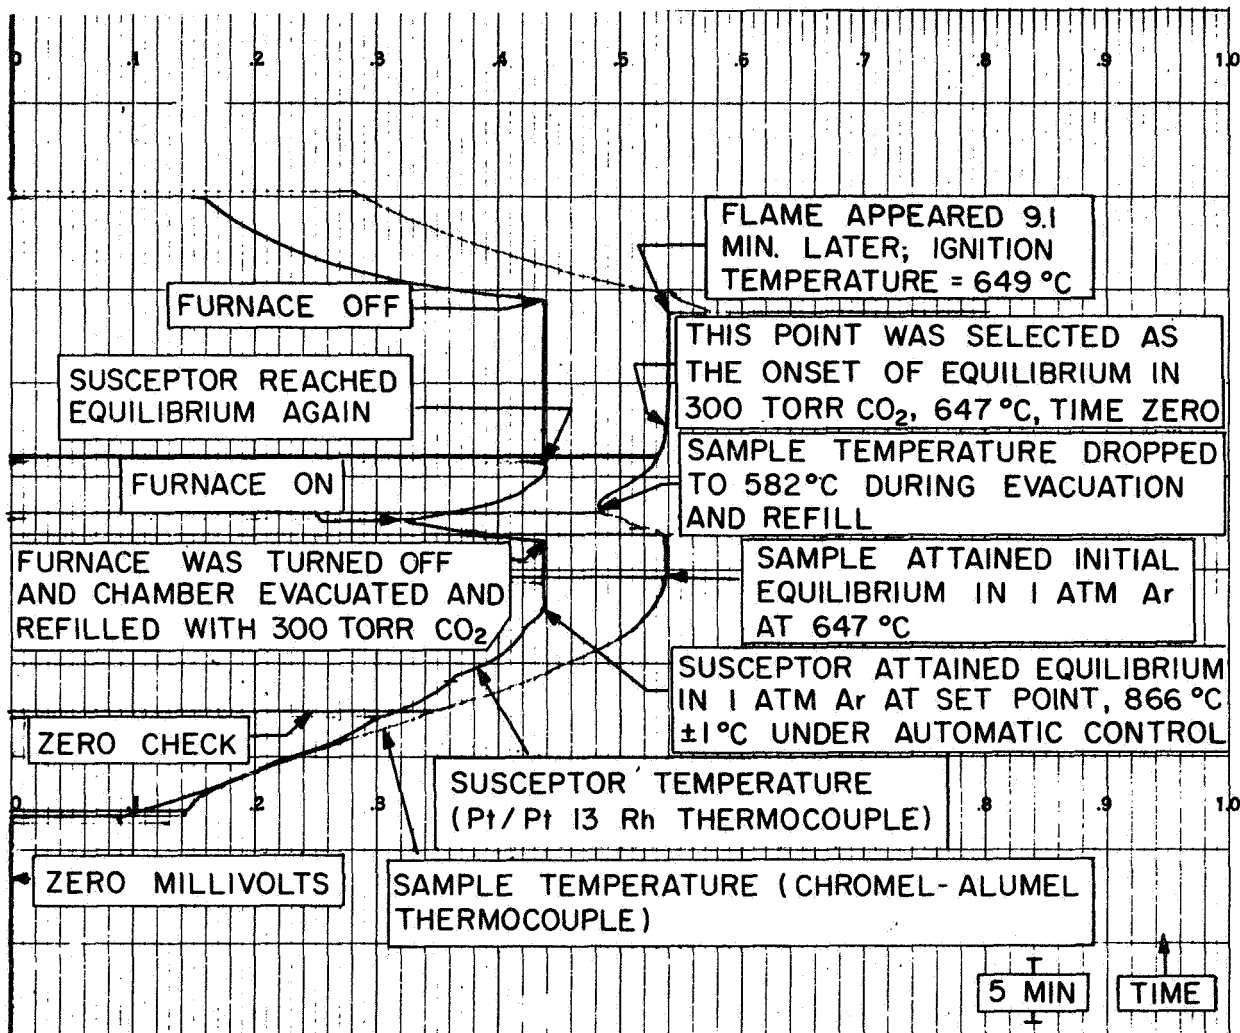 0 .1 .2 .3 .4 .5 .6 .7 .8 .9 1.0
FLAME APPEARED 9.1
MIN. LATER; IGNITION
TEMPERATURE = 649 °C
FURNACE OFF
THIS POINT WAS SELECTED AS
THE ONSET OF EQUILIBRIUM IN
300 TORR CO₂, 647 °C, TIME ZERO
SUSCEPTOR REACHED
EQUILIBRIUM AGAIN
SAMPLE TEMPERATURE DROPPED
TO 582°C DURING EVACUATION
AND REFILL
FURNACE ON
FURNACE WAS TURNED OFF
AND CHAMBER EVACUATED AND
REFILLED WITH 300 TORR CO₂
SAMPLE ATTAINED INITIAL
EQUILIBRIUM IN 1 ATM Ar
AT 647 °C
SUSCEPTOR ATTAINED EQUILIBRIUM
IN 1 ATM Ar AT SET POINT, 866 °C
±1°C UNDER AUTOMATIC CONTROL
ZERO CHECK
SUSCEPTOR TEMPERATURE
(Pt/Pt 13 Rh THERMOCOUPLE)
0 .1 .2 .3 .8 .9 1.0
ZERO MILLIVOLTS
SAMPLE TEMPERATURE (CHROMEL-ALUMEL
THERMOCOUPLE)
5 MIN
TIME